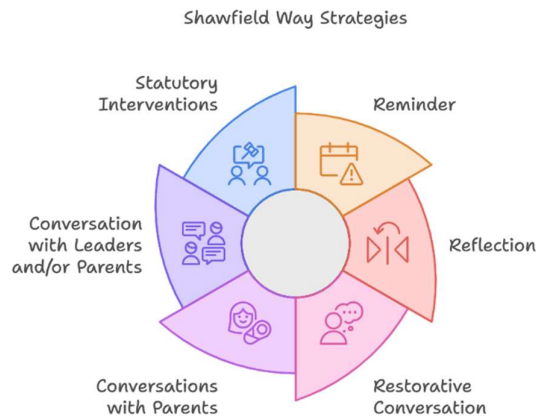 Shawfield Way Strategies
Statutory
Interventions
Reminder
Conversation
with Leaders
and/or Parents
Reflection
Conversations
with Parents
Restorative
Conversation